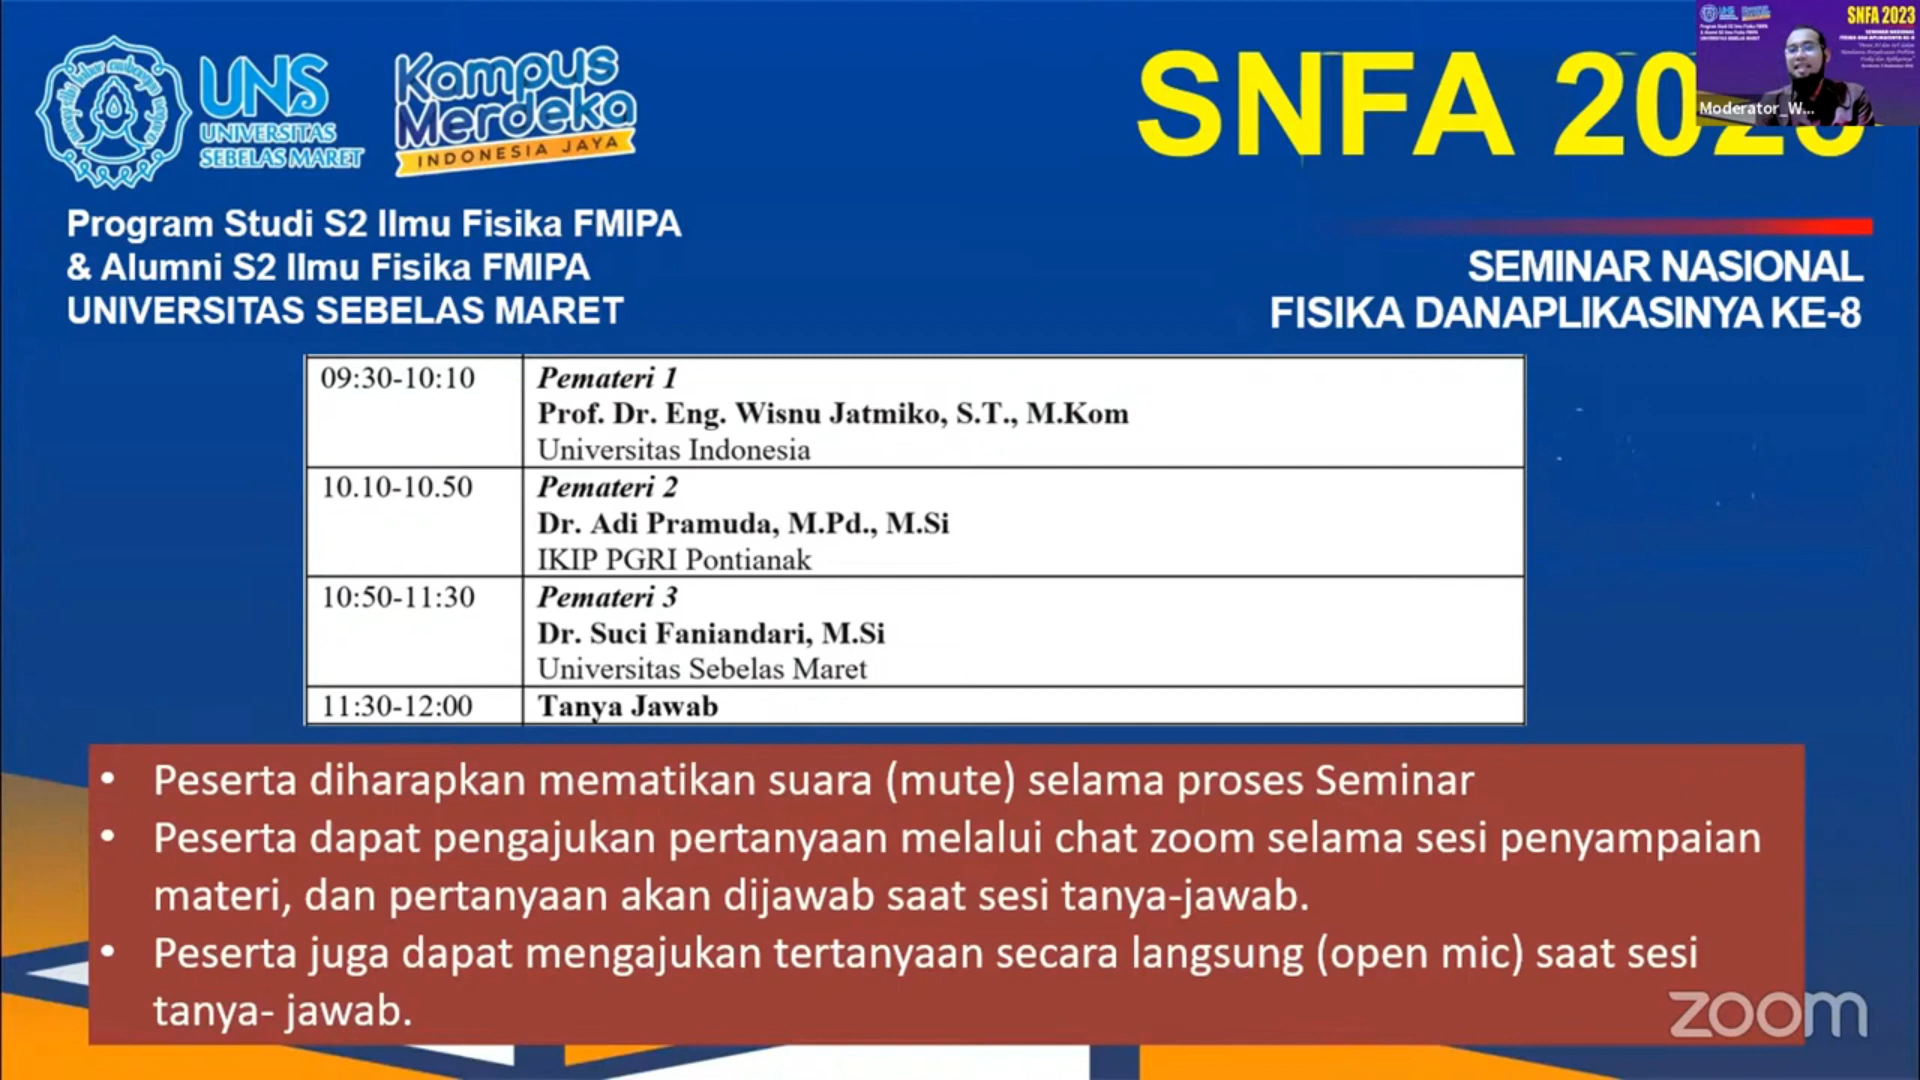 UNS
UNIVERSITAS
SEBELAS MARET
Kampus
Merdeka
INDONESIA JAYA
SNFA 2023
SNFA 2023
Moderator_W...
Program Studi S2 Ilmu Fisika FMIPA
& Alumni S2 Ilmu Fisika FMIPA
UNIVERSITAS SEBELAS MARET
SEMINAR NASIONAL
FISIKA DANAPLIKASINYA KE-8
09:30-10:10
Pemateri 1
Prof. Dr. Eng. Wisnu Jatmiko, S.T., M.Kom
Universitas Indonesia
10.10-10.50
Pemateri 2
Dr. Adi Pramuda, M.Pd., M.Si
IKIP PGRI Pontianak
10:50-11:30
Pemateri 3
Dr. Suci Faniandari, M.Si
Universitas Sebelas Maret
11:30-12:00
Tanya Jawab
• Peserta diharapkan mematikan suara (mute) selama proses Seminar
• Peserta dapat pengajukan pertanyaan melalui chat zoom selama sesi penyampaian
materi, dan pertanyaan akan dijawab saat sesi tanya-jawab.
• Peserta juga dapat mengajukan tertanyaan secara langsung (open mic) saat sesi
tanya- jawab.
zoom